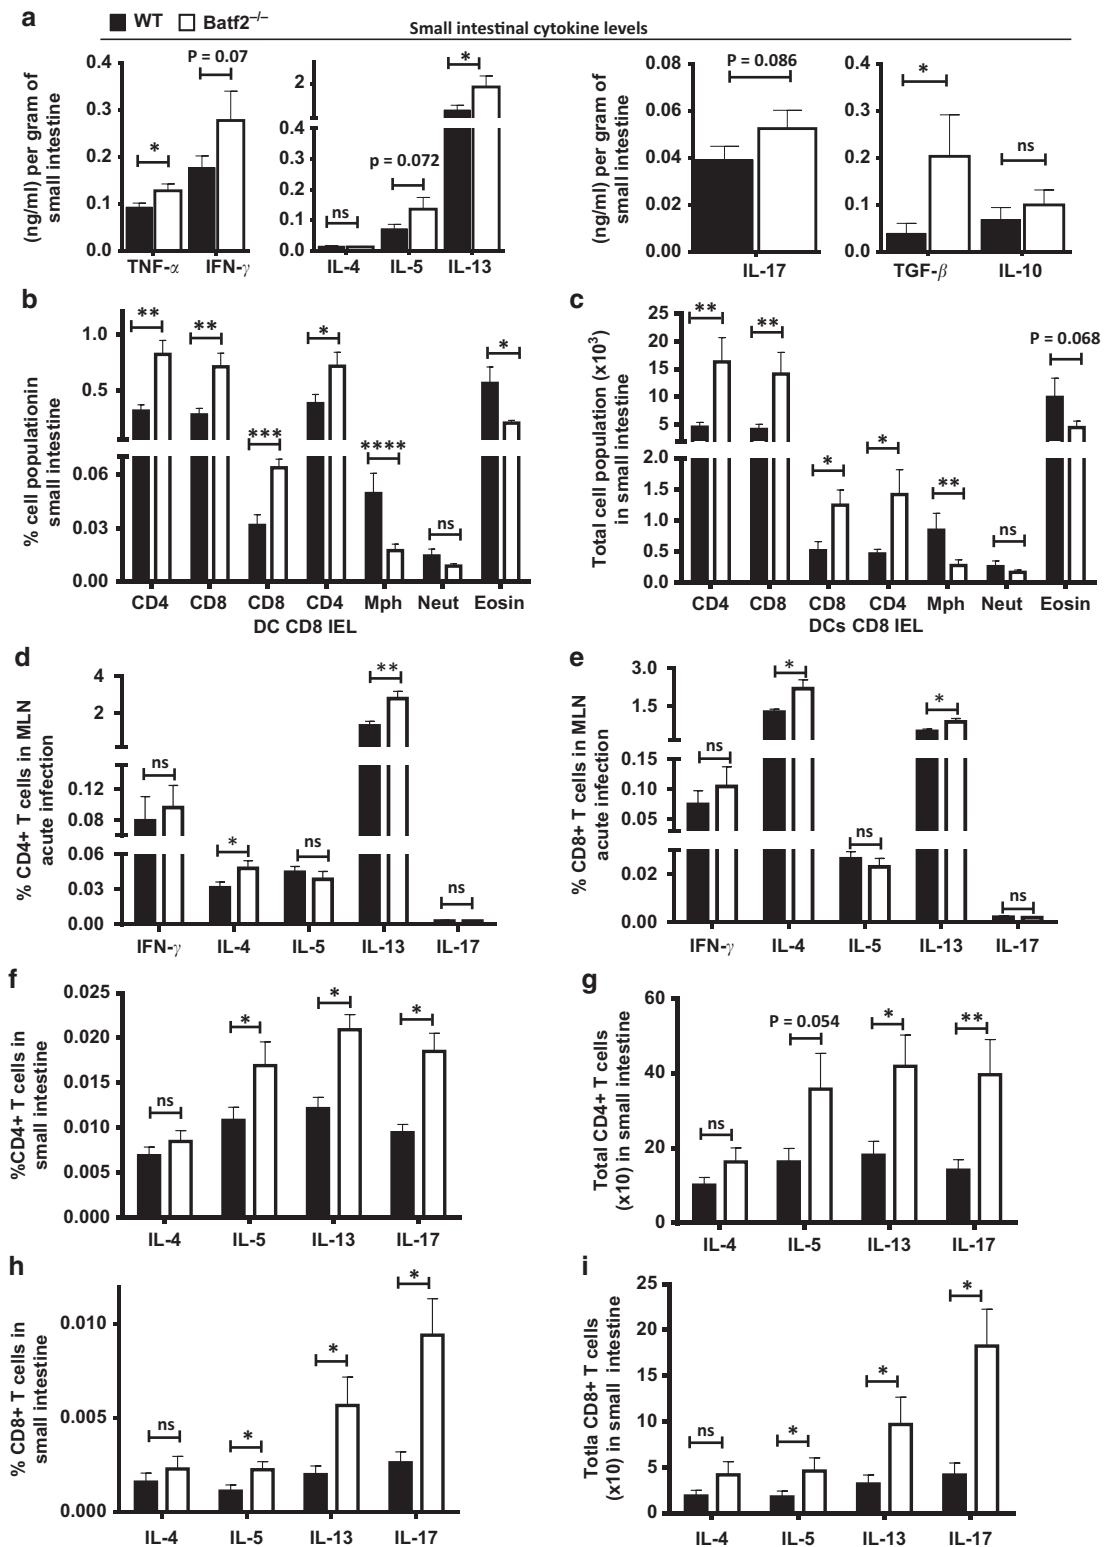 a
WT Batf2–/–
Small intestinal cytokine levels
(ng/ml) per gram of
small intestine
0.4
0.3
0.2
0.1
0.0
*
P = 0.07
TNF-α IFN-γ
2
0.4
0.3
0.2
0.1
0.0
ns
p = 0.072
*
IL-4 IL-5 IL-13
(ng/ml) per gram of
small intestine
0.08
0.06
0.04
0.02
0.0
P = 0.086
IL-17
0.4
0.3
0.2
0.1
0.0
*
ns
TGF-β IL-10
b
% cell populationin
small intestine
1.0
0.5
0.06
0.03
0.00
** ** *** * **** ns *
CD4 CD8 CD8 CD4 Mph Neut Eosin
DC CD8 IEL
c
Total cell population (x10³)
in small intestine
25
20
15
10
5
2.0
1.5
1.0
0.5
0.0
** ** * * ** ns P = 0.068
CD4 CD8 CD8 CD4 Mph Neut Eosin
DCs CD8 IEL
d
% CD4+ T cells in MLN
acute infection
4
2
0.12
0.08
0.06
0.03
0.00
ns * ns ** ns
IFN-γ IL-4 IL-5 IL-13 IL-17
e
% CD8+ T cells in MLN
acute infection
3.0
1.5
0.15
0.10
0.05
0.02
0.00
ns * ns * ns
IFN-γ IL-4 IL-5 IL-13 IL-17
f
%CD4+ T cells in
small intestine
0.025
0.020
0.015
0.010
0.005
0.000
ns * * *
IL-4 IL-5 IL-13 IL-17
g
Total CD4+ T cells
(x10) in small intestine
60
40
20
0
ns P = 0.054 * **
IL-4 IL-5 IL-13 IL-17
h
% CD8+ T cells in
small intestine
0.010
0.005
0.000
ns * * *
IL-4 IL-5 IL-13 IL-17
i
Totla CD8+ T cells
(x10) in small intestine
25
20
15
10
5
0
ns * * *
IL-4 IL-5 IL-13 IL-17